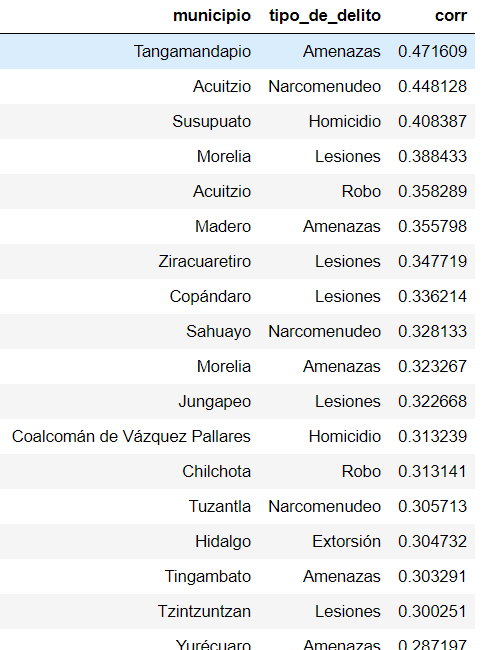 municipio tipo_de_delito corr
Tangamandapio Amenazas 0.471609
Acuitzio Narcomenudeo 0.448128
Susupuato Homicidio 0.408387
Morelia Lesiones 0.388433
Acuitzio Robo 0.358289
Madero Amenazas 0.355798
Ziracuaretiro Lesiones 0.347719
Copándaro Lesiones 0.336214
Sahuayo Narcomenudeo 0.328133
Morelia Amenazas 0.323267
Jungapeo Lesiones 0.322668
Coalcomán de Vázquez Pallares Homicidio 0.313239
Chilchota Robo 0.313141
Tuzantla Narcomenudeo 0.305713
Hidalgo Extorsión 0.304732
Tingambato Amenazas 0.303291
Tzintzuntzan Lesiones 0.300251
Yurécuaro Amenazas 0.287197